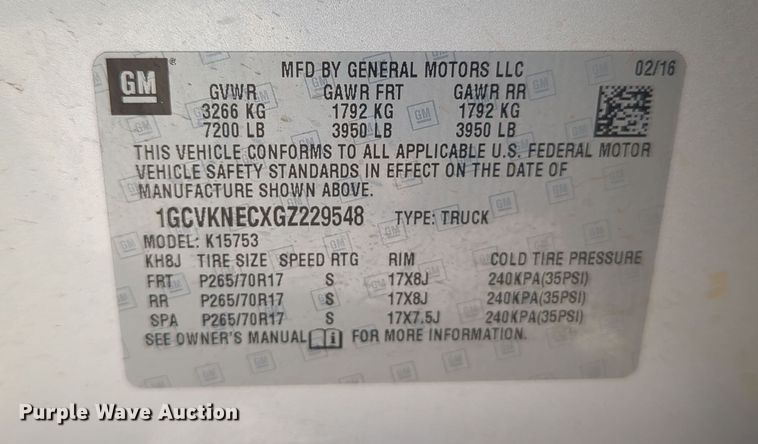 GM ® MFD BY GENERAL MOTORS LLC 02/16
GVWR GAWR FRT GAWR RR
3266 KG 1792 KG 1792 KG
7200 LB 3950 LB 3950 LB
THIS VEHICLE CONFORMS TO ALL APPLICABLE U.S. FEDERAL MOTOR
VEHICLE SAFETY STANDARDS IN EFFECT ON THE DATE OF
MANUFACTURE SHOWN ABOVE.
1GCVKNECXGZ229548 TYPE: TRUCK
MODEL: K15753
KH8J TIRE SIZE SPEED RTG RIM COLD TIRE PRESSURE
FRT P265/70R17 S 17X8J 240KPA(35PSI)
RR P265/70R17 S 17X8J 240KPA(35PSI)
SPA P265/70R17 S 17X7.5J 240KPA(35PSI)
SEE OWNER'S MANUAL i FOR MORE INFORMATION.
Purple Wave Auction